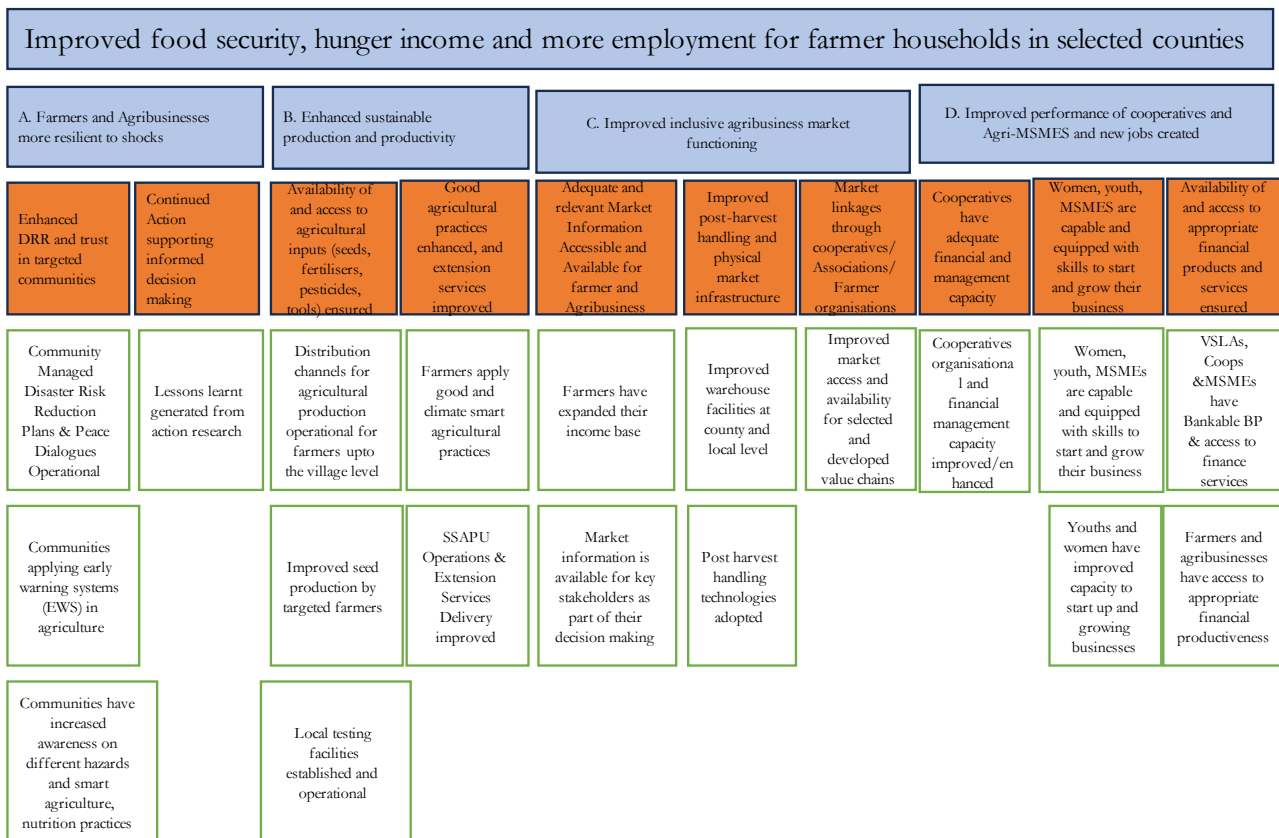 Improved food security, hunger income and more employment for farmer households in selected counties
A. Farmers and Agribusinesses
more resilient to shocks
B. Enhanced sustainable
production and productivity
C. Improved inclusive agribusiness market
functioning
D. Improved performance of cooperatives and
Agri-MSMES and new jobs created
Enhanced
DRR and trust
in targeted
communities
Continued
Action
supporting
informed
decision
making
Availability of
and access to
agricultural
inputs (seeds,
fertilisers,
pesticides,
tools) ensured
Good
agricultural
practices
enhanced, and
extension
services
improved
Adequate and
relevant Market
Information
Accessible and
Available for
farmer and
Agribusiness
Improved
post-harvest
handling and
physical
market
infrastructure
Market
linkages
through
cooperatives/
Associations/
Farmer
organisations
Cooperatives
have
adequate
financial and
management
capacity
Women, youth,
MSMES are
capable and
equipped with
skills to start
and grow their
business
Availability of
and access to
appropriate
financial
products and
services
ensured
Community
Managed
Disaster Risk
Reduction
Plans & Peace
Dialogues
Operational
Lessons learnt
generated from
action research
Distribution
channels for
agricultural
production
operational for
farmers upto
the village level
Farmers apply
good and
climate smart
agricultural
practices
Farmers have
expanded their
income base
Improved
warehouse
facilities at
county and
local level
Improved
market
access and
availability
for selected
and
developed
value chains
Cooperatives
organisationa
l and
financial
management
capacity
improved/en
hanced
Women,
youth, MSMEs
are capable
and equipped
with skills to
start and grow
their business
VSLAs,
Coops
&MSMEs
have
Bankable BP
& access to
finance
services
Communities
applying early
warning systems
(EWS) in
agriculture
Improved seed
production by
targeted farmers
SSAPU
Operations &
Extension
Services
Delivery
improved
Market
information is
available for key
stakeholders as
part of their
decision making
Post harvest
handling
technologies
adopted
Youths and
women have
improved
capacity to
start up and
growing
businesses
Farmers and
agribusinesses
have access to
appropriate
financial
productiveness
Communities have
increased
awareness on
different hazards
and smart
agriculture,
nutrition practices
Local testing
facilities
established and
operational